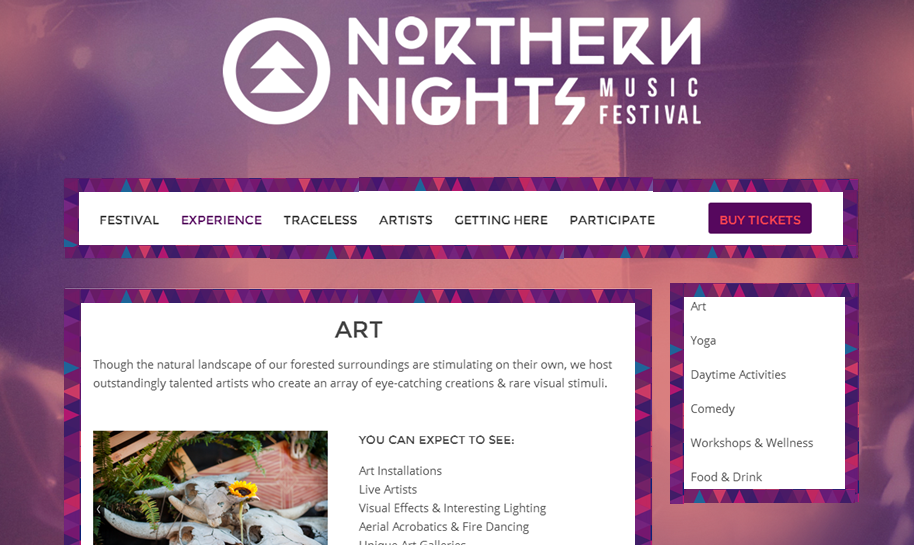 NORTHERN
NIGHTS MUSIC
FESTIVAL
FESTIVAL EXPERIENCE TRACELESS ARTISTS GETTING HERE PARTICIPATE BUY TICKETS
ART
Though the natural landscape of our forested surroundings are stimulating on their own, we host
outstandingly talented artists who create an array of eye-catching creations & rare visual stimuli.
YOU CAN EXPECT TO SEE:
Art Installations
Live Artists
Visual Effects & Interesting Lighting
Aerial Acrobatics & Fire Dancing
Unique Art Galleries
Art
Yoga
Daytime Activities
Comedy
Workshops & Wellness
Food & Drink